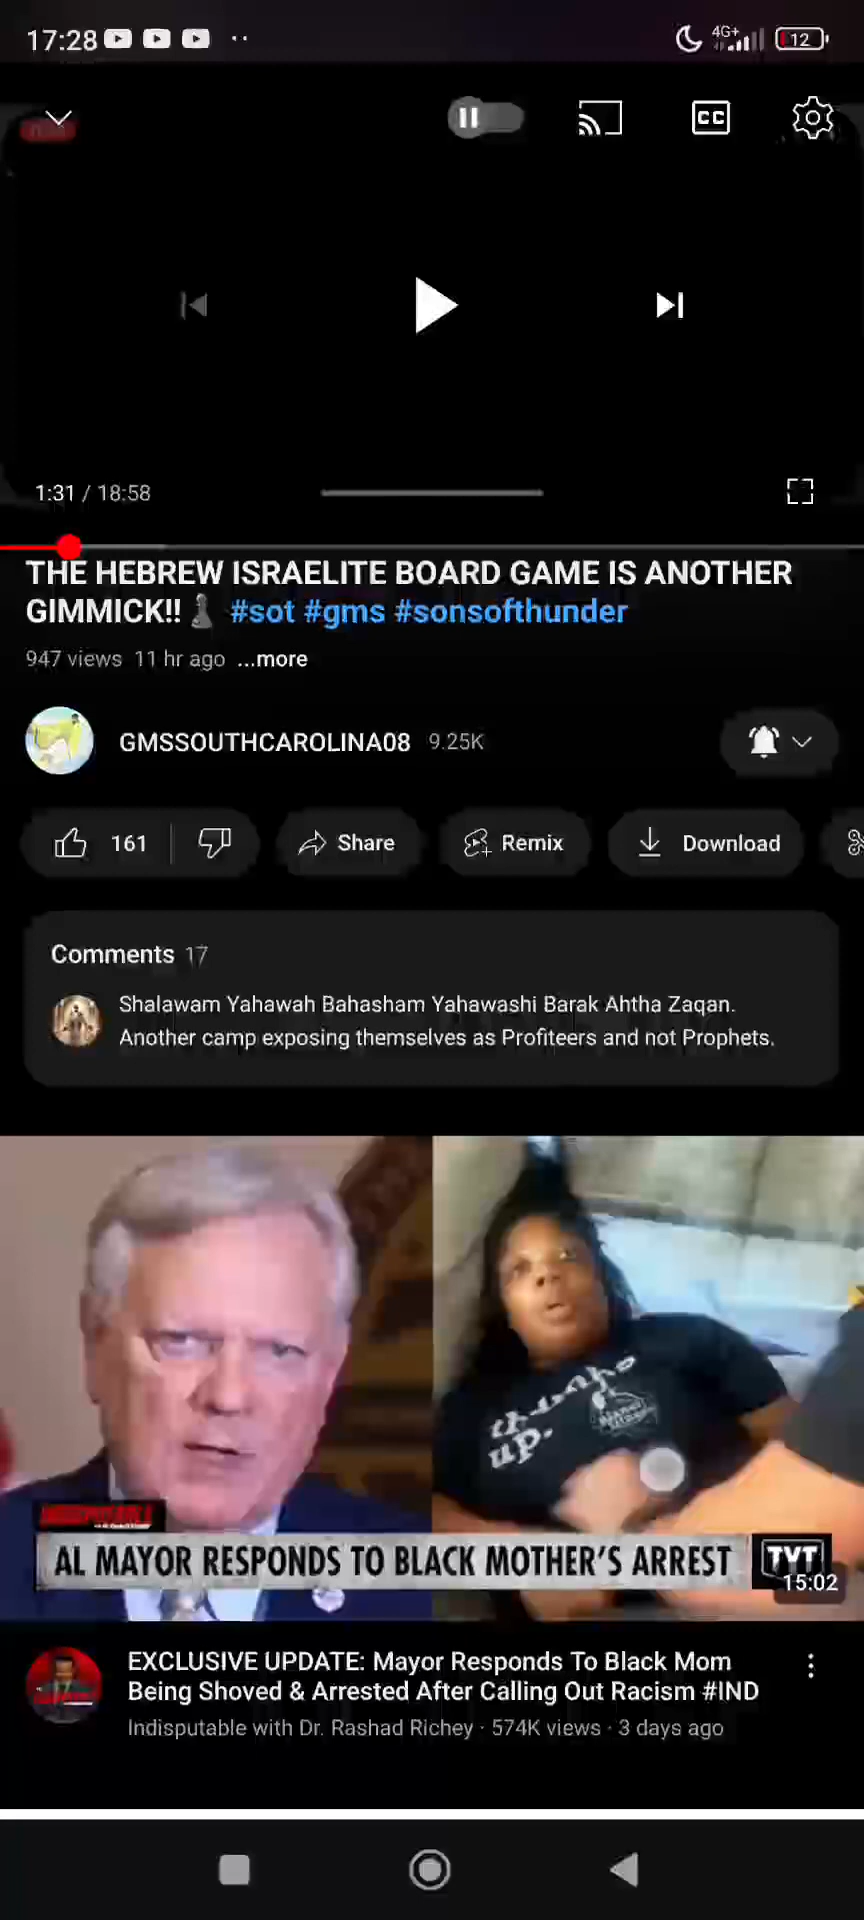 17:28
4G+
12
CC
1:31 / 18:58
THE HEBREW ISRAELITE BOARD GAME IS ANOTHER
GIMMICK!! #sot #gms #sonsofthunder
947 views 11 hr ago ...more
GMSSOUTHCAROLINA08 9.25K
161 Share Remix Download
Comments 17
Shalawam Yahawah Bahasham Yahawashi Barak Ahtha Zaqan.
Another camp exposing themselves as Profiteers and not Prophets.
thumbs
up.
AL MAYOR RESPONDS TO BLACK MOTHER'S ARREST
TYT
15:02
EXCLUSIVE UPDATE: Mayor Responds To Black Mom
Being Shoved & Arrested After Calling Out Racism #IND
Indisputable with Dr. Rashad Richey · 574K views · 3 days ago